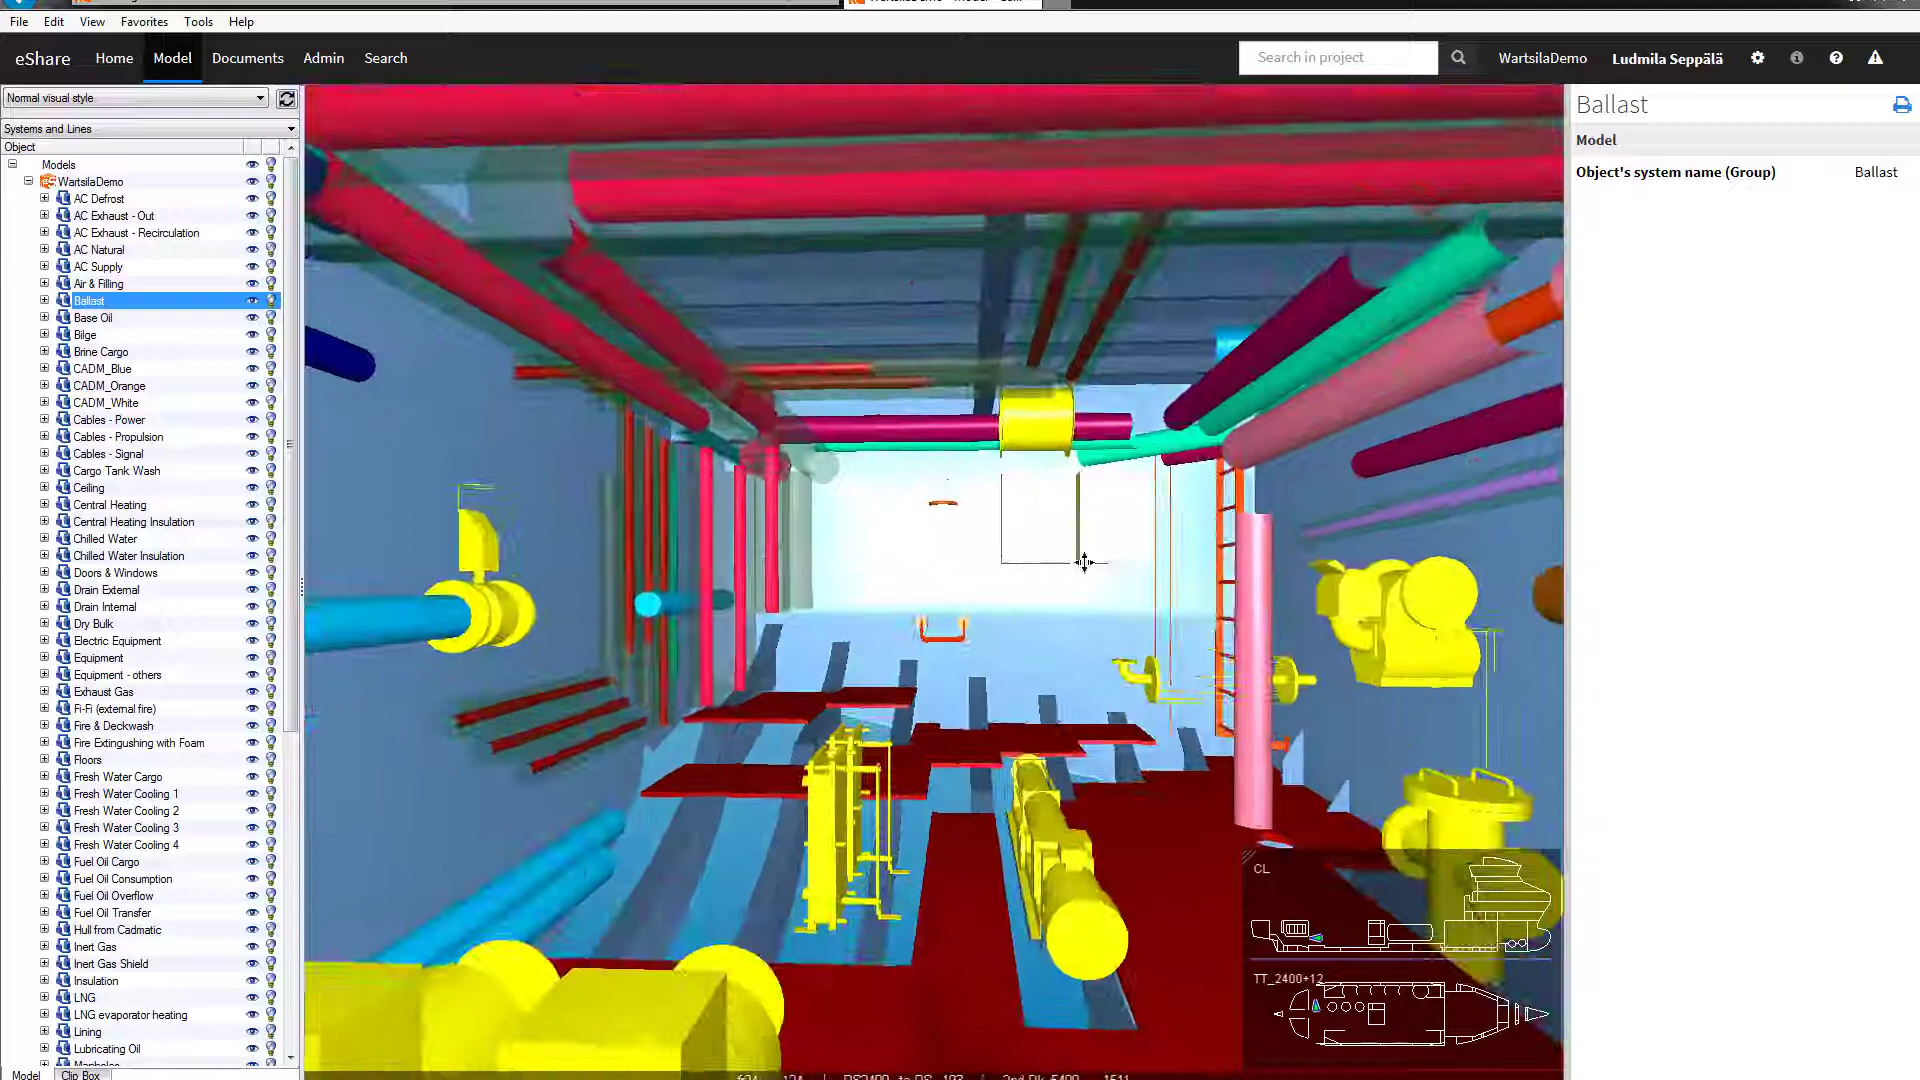 File Edit View Favorites Tools Help
eShare Home Model Documents Admin Search Search in project WartsilaDemo Ludmila Seppälä
Normal visual style
Systems and Lines
Object
Models
WartsilaDemo
AC Defrost
AC Exhaust - Out
AC Exhaust - Recirculation
AC Natural
AC Supply
Air & Filling
Ballast
Base Oil
Bilge
Brine Cargo
CADM_Blue
CADM_Orange
CADM_White
Cables - Power
Cables - Propulsion
Cables - Signal
Cargo Tank Wash
Ceiling
Central Heating
Central Heating Insulation
Chilled Water
Chilled Water Insulation
Doors & Windows
Drain External
Drain Internal
Dry Bulk
Electric Equipment
Equipment
Equipment - others
Exhaust Gas
Fi-Fi (external fire)
Fire & Deckwash
Fire Extingushing with Foam
Floors
Fresh Water Cargo
Fresh Water Cooling 1
Fresh Water Cooling 2
Fresh Water Cooling 3
Fresh Water Cooling 4
Fuel Oil Cargo
Fuel Oil Consumption
Fuel Oil Overflow
Fuel Oil Transfer
Hull from Cadmatic
Inert Gas
Inert Gas Shield
Insulation
LNG
LNG evaporator heating
Lining
Lubricating Oil
Model Clip Box
CL
TT_2400+12
Ballast
Model
Object's system name (Group) Ballast